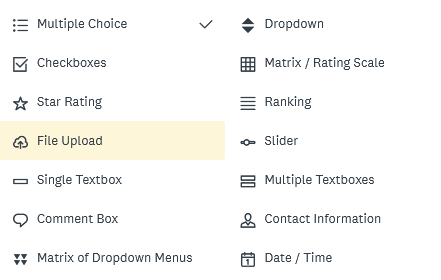 Multiple Choice
Checkboxes
Star Rating
File Upload
Single Textbox
Comment Box
Matrix of Dropdown Menus
Dropdown
Matrix / Rating Scale
Ranking
Slider
Multiple Textboxes
Contact Information
Date / Time